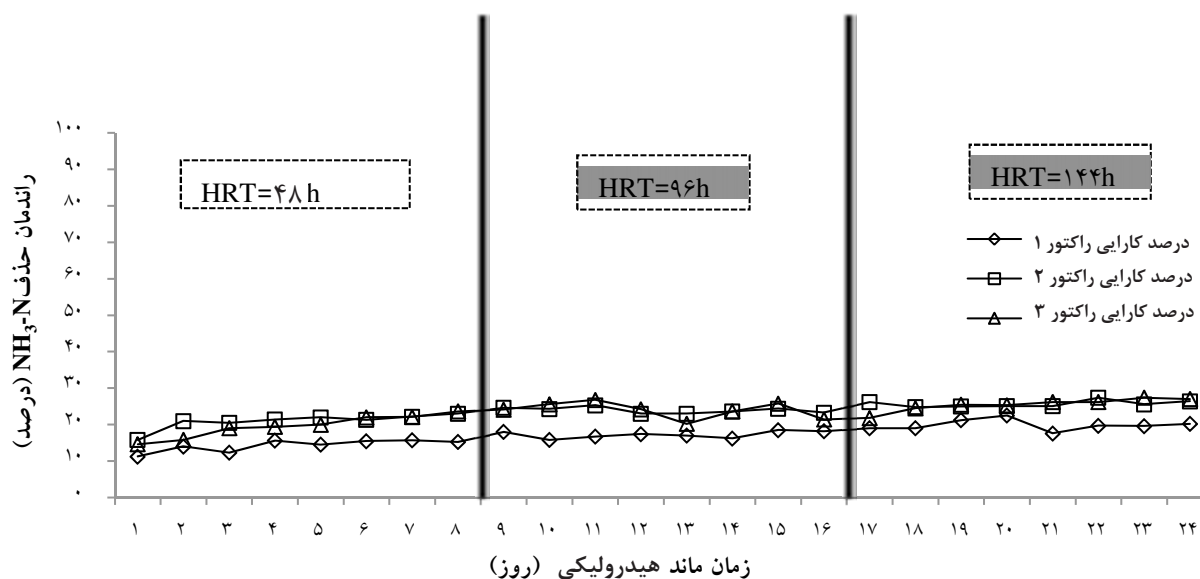 راندمان حذف NH3-N (درصد)
۱۰۰
۹۰
۸۰
۷۰
۶۰
۵۰
۴۰
۳۰
۲۰
۱۰
۰
HRT=۴۸h
HRT=۹۶h
HRT=۱۴۴h
درصد کارایی راکتور ۱
درصد کارایی راکتور ۲
درصد کارایی راکتور ۳
۱ ۲ ۳ ۴ ۵ ۶ ۷ ۸ ۹ ۱۰ ۱۱ ۱۲ ۱۳ ۱۴ ۱۵ ۱۶ ۱۷ ۱۸ ۱۹ ۲۰ ۲۱ ۲۲ ۲۳ ۲۴
زمان ماند هیدرولیکی (روز)